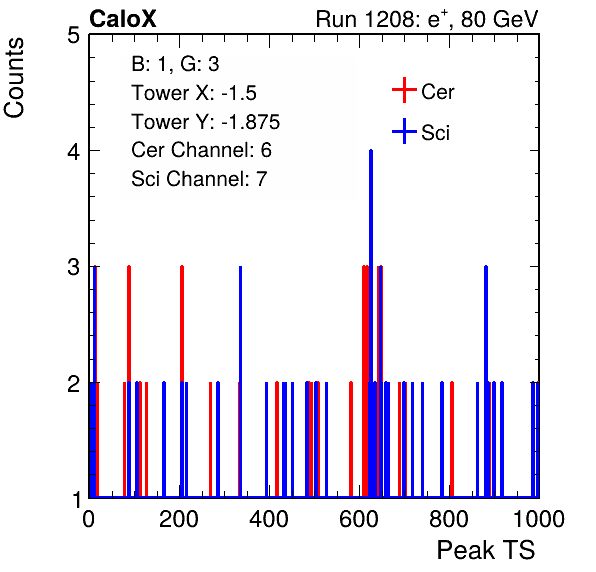 CaloX Run 1208: e⁺, 80 GeV
Counts
B: 1, G: 3
Tower X: -1.5
Tower Y: -1.875
Cer Channel: 6
Sci Channel: 7
Cer
Sci
5
4
3
2
1
0 200 400 600 800 1000
Peak TS